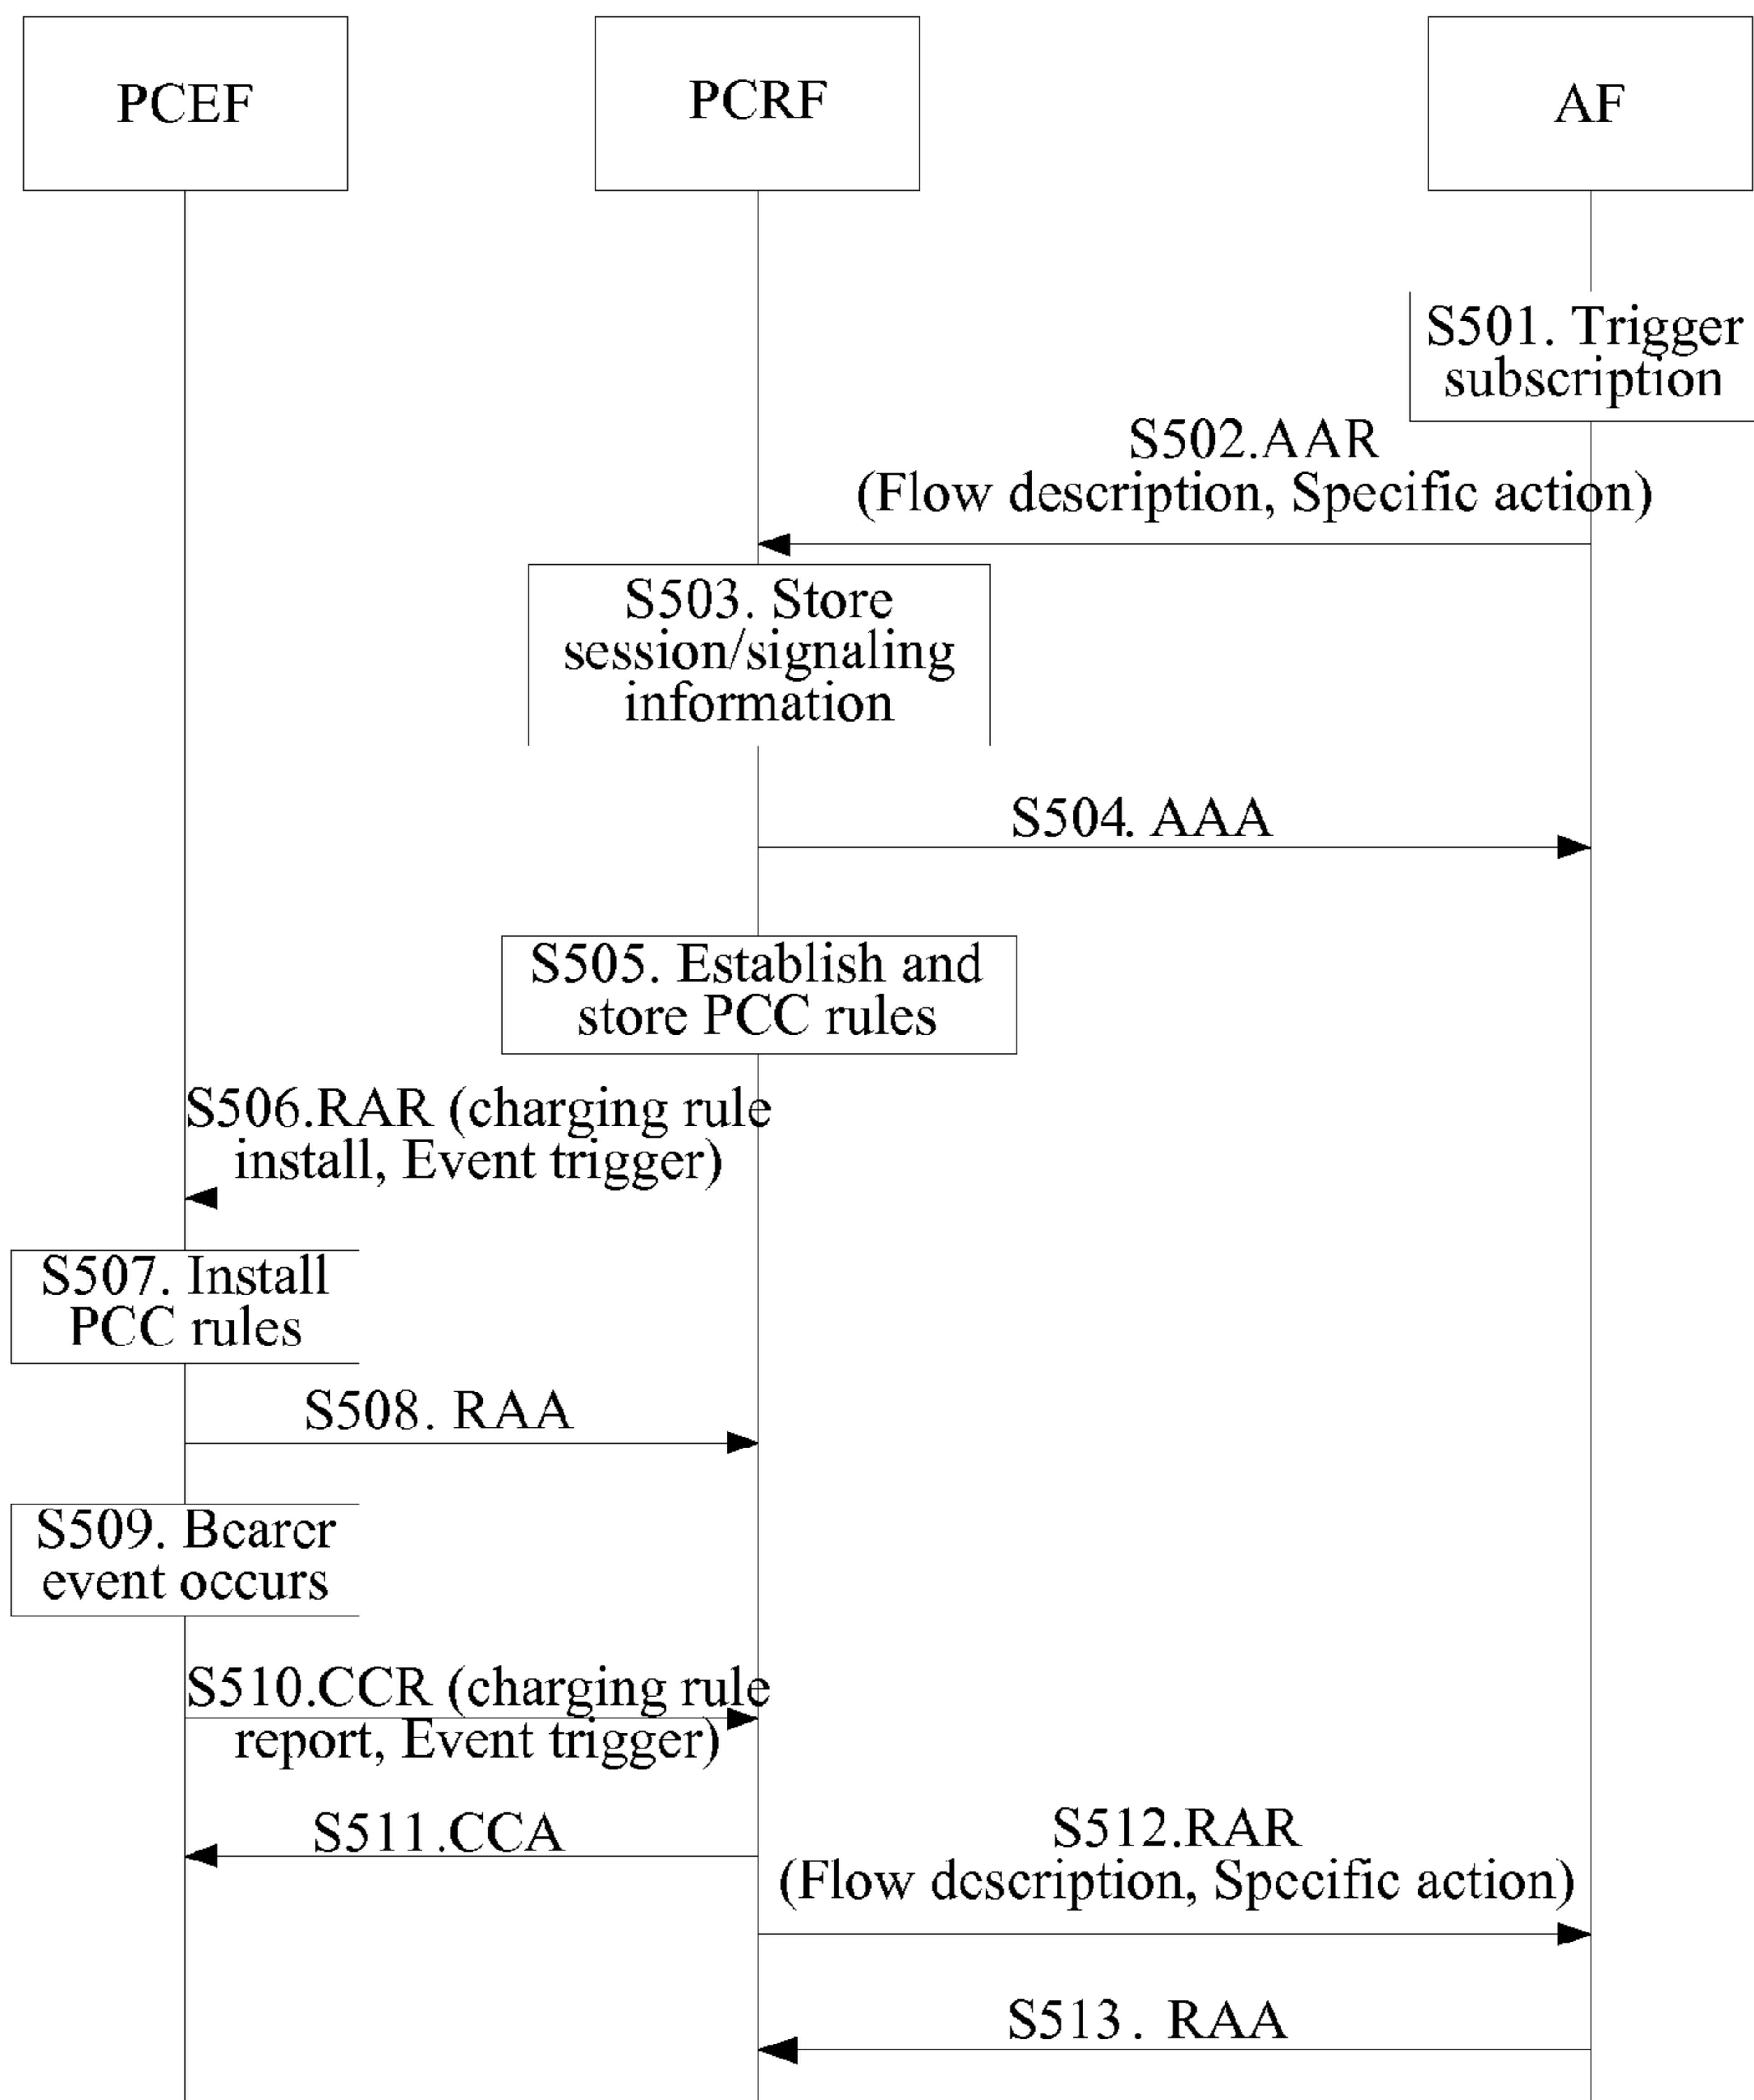 PCEF
PCRF
AF
S501. Trigger
subscription
S502.AAR
(Flow description, Specific action)
S503. Store
session/signaling
information
S504. AAA
S505. Establish and
store PCC rules
S506.RAR (charging rule
install, Event trigger)
S507. Install
PCC rules
S508. RAA
S509. Bearer
event occurs
S510.CCR (charging rule
report, Event trigger)
S511.CCA
S512.RAR
(Flow description, Specific action)
S513. RAA